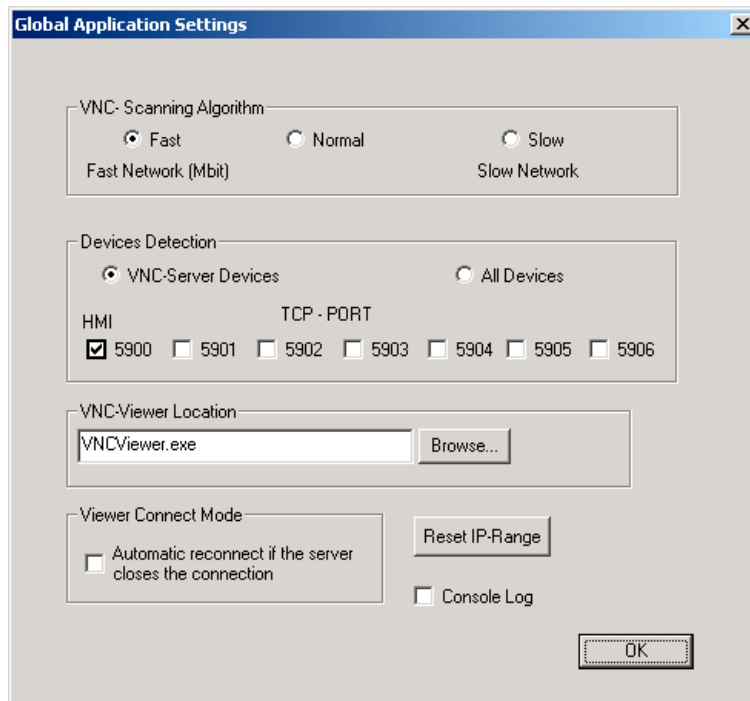 Global Application Settings
VNC- Scanning Algorithm
Fast Normal Slow
Fast Network (Mbit) Slow Network
Devices Detection
VNC-Server Devices All Devices
HMI TCP - PORT
5900 5901 5902 5903 5904 5905 5906
VNC-Viewer Location
VNCViewer.exe Browse...
Viewer Connect Mode
Automatic reconnect if the server
closes the connection
Reset IP-Range
Console Log
OK